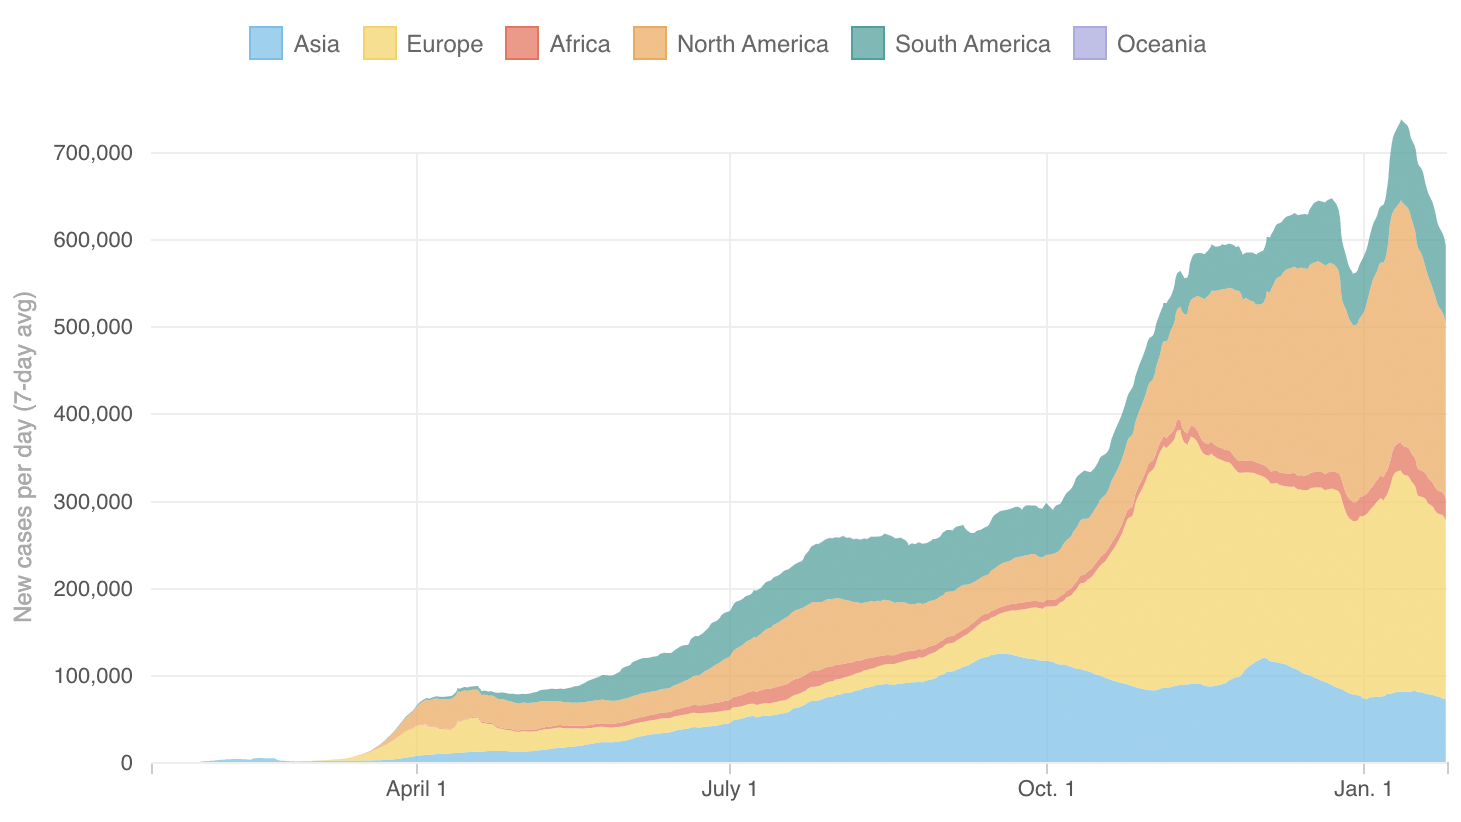 Asia Europe Africa North America South America Oceania
New cases per day (7-day avg)
700,000
600,000
500,000
400,000
300,000
200,000
100,000
0
April 1 July 1 Oct. 1 Jan. 1